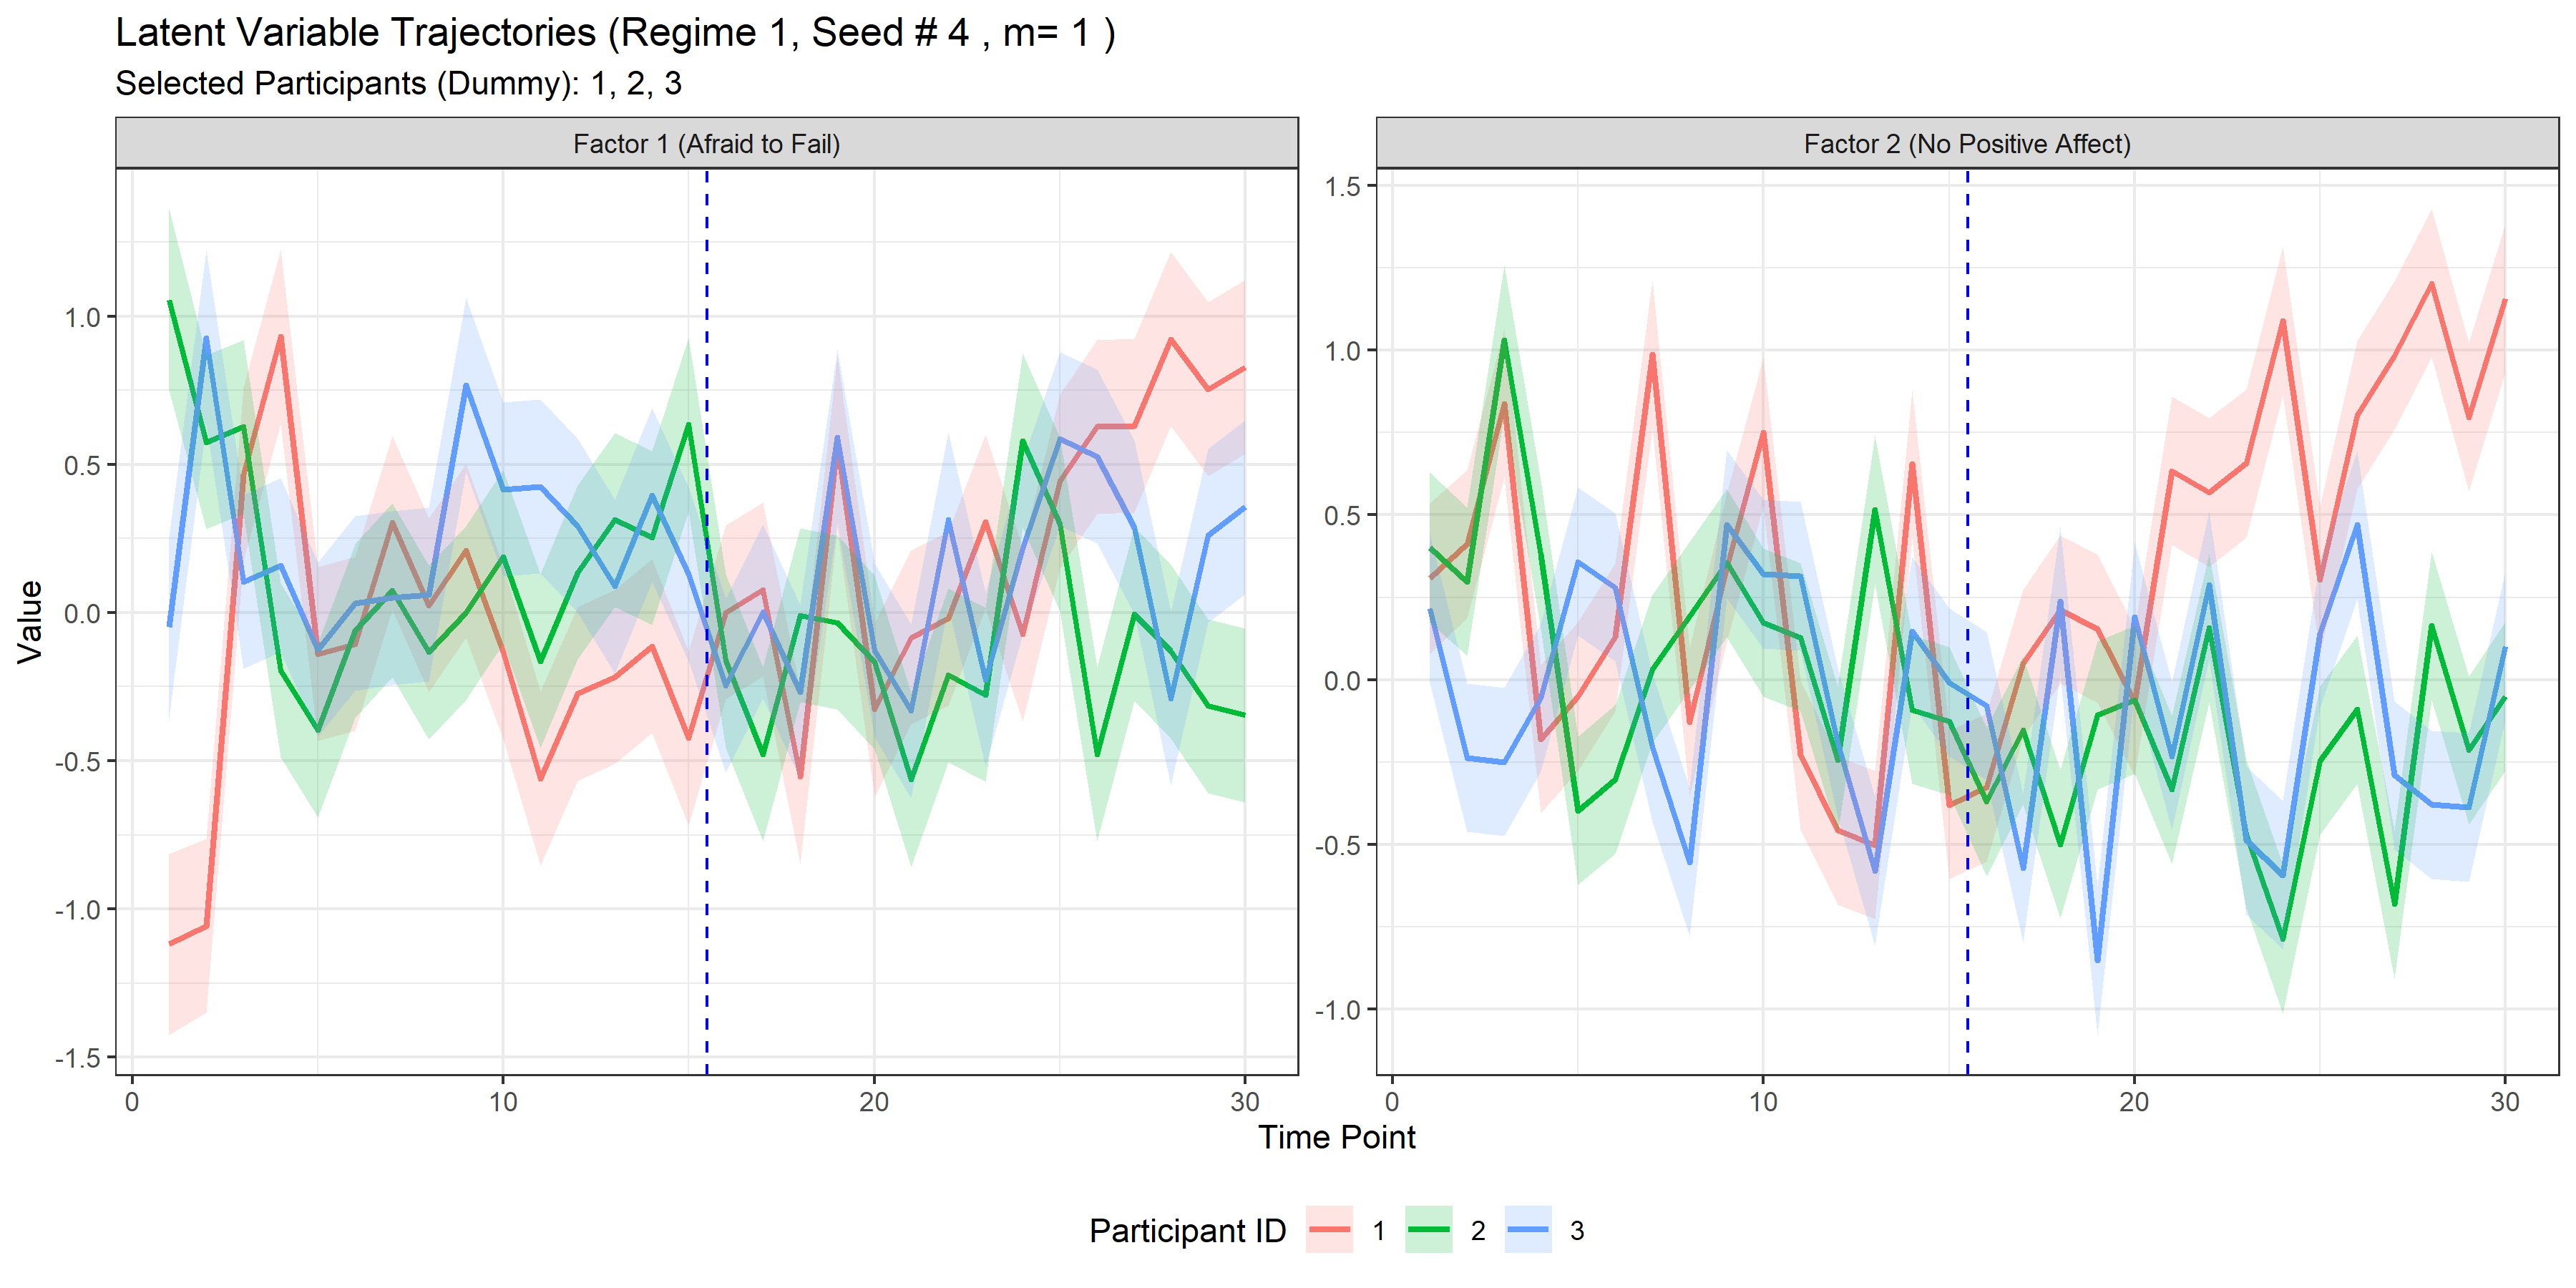 Latent Variable Trajectories (Regime 1, Seed # 4 , m= 1 )
Selected Participants (Dummy): 1, 2, 3
Factor 1 (Afraid to Fail)
Factor 2 (No Positive Affect)
Value
1.0
0.5
0.0
-0.5
-1.0
-1.5
1.5
1.0
0.5
0.0
-0.5
-1.0
0 10 20 30
0 10 20 30
Time Point
Participant ID 1 2 3